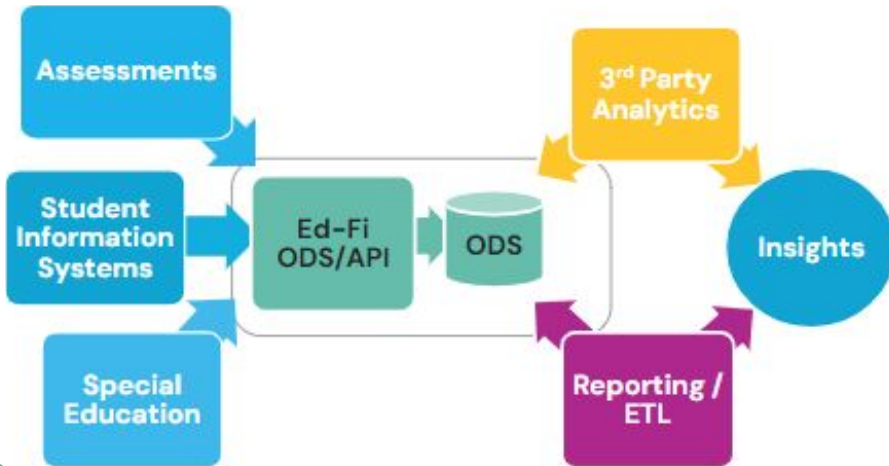 Assessments
Student
Information
Systems
Special
Education
Ed-Fi
ODS/API
ODS
3rd Party
Analytics
Reporting /
ETL
Insights